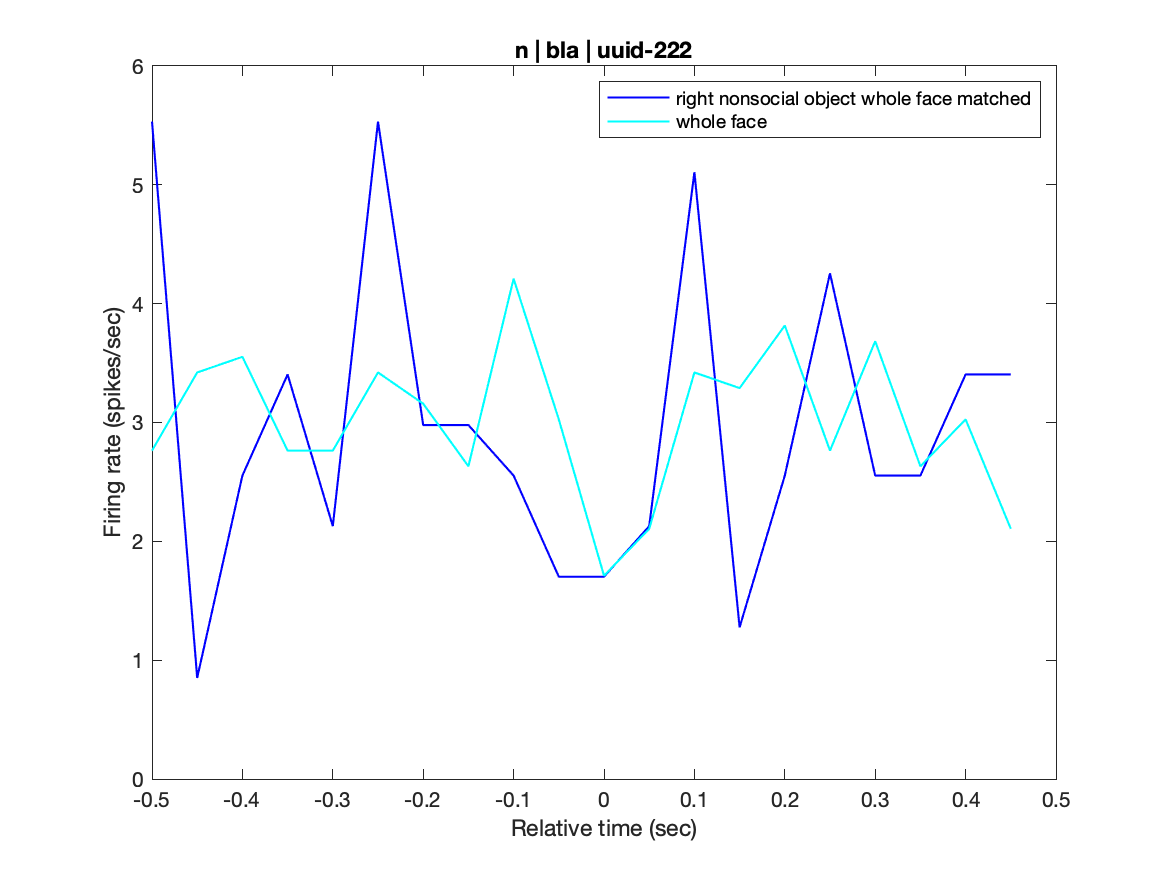 n | bla | uuid-222
right nonsocial object whole face matched
whole face
Firing rate (spikes/sec)
6
5
4
3
2
1
0
-0.5 -0.4 -0.3 -0.2 -0.1 0 0.1 0.2 0.3 0.4 0.5
Relative time (sec)